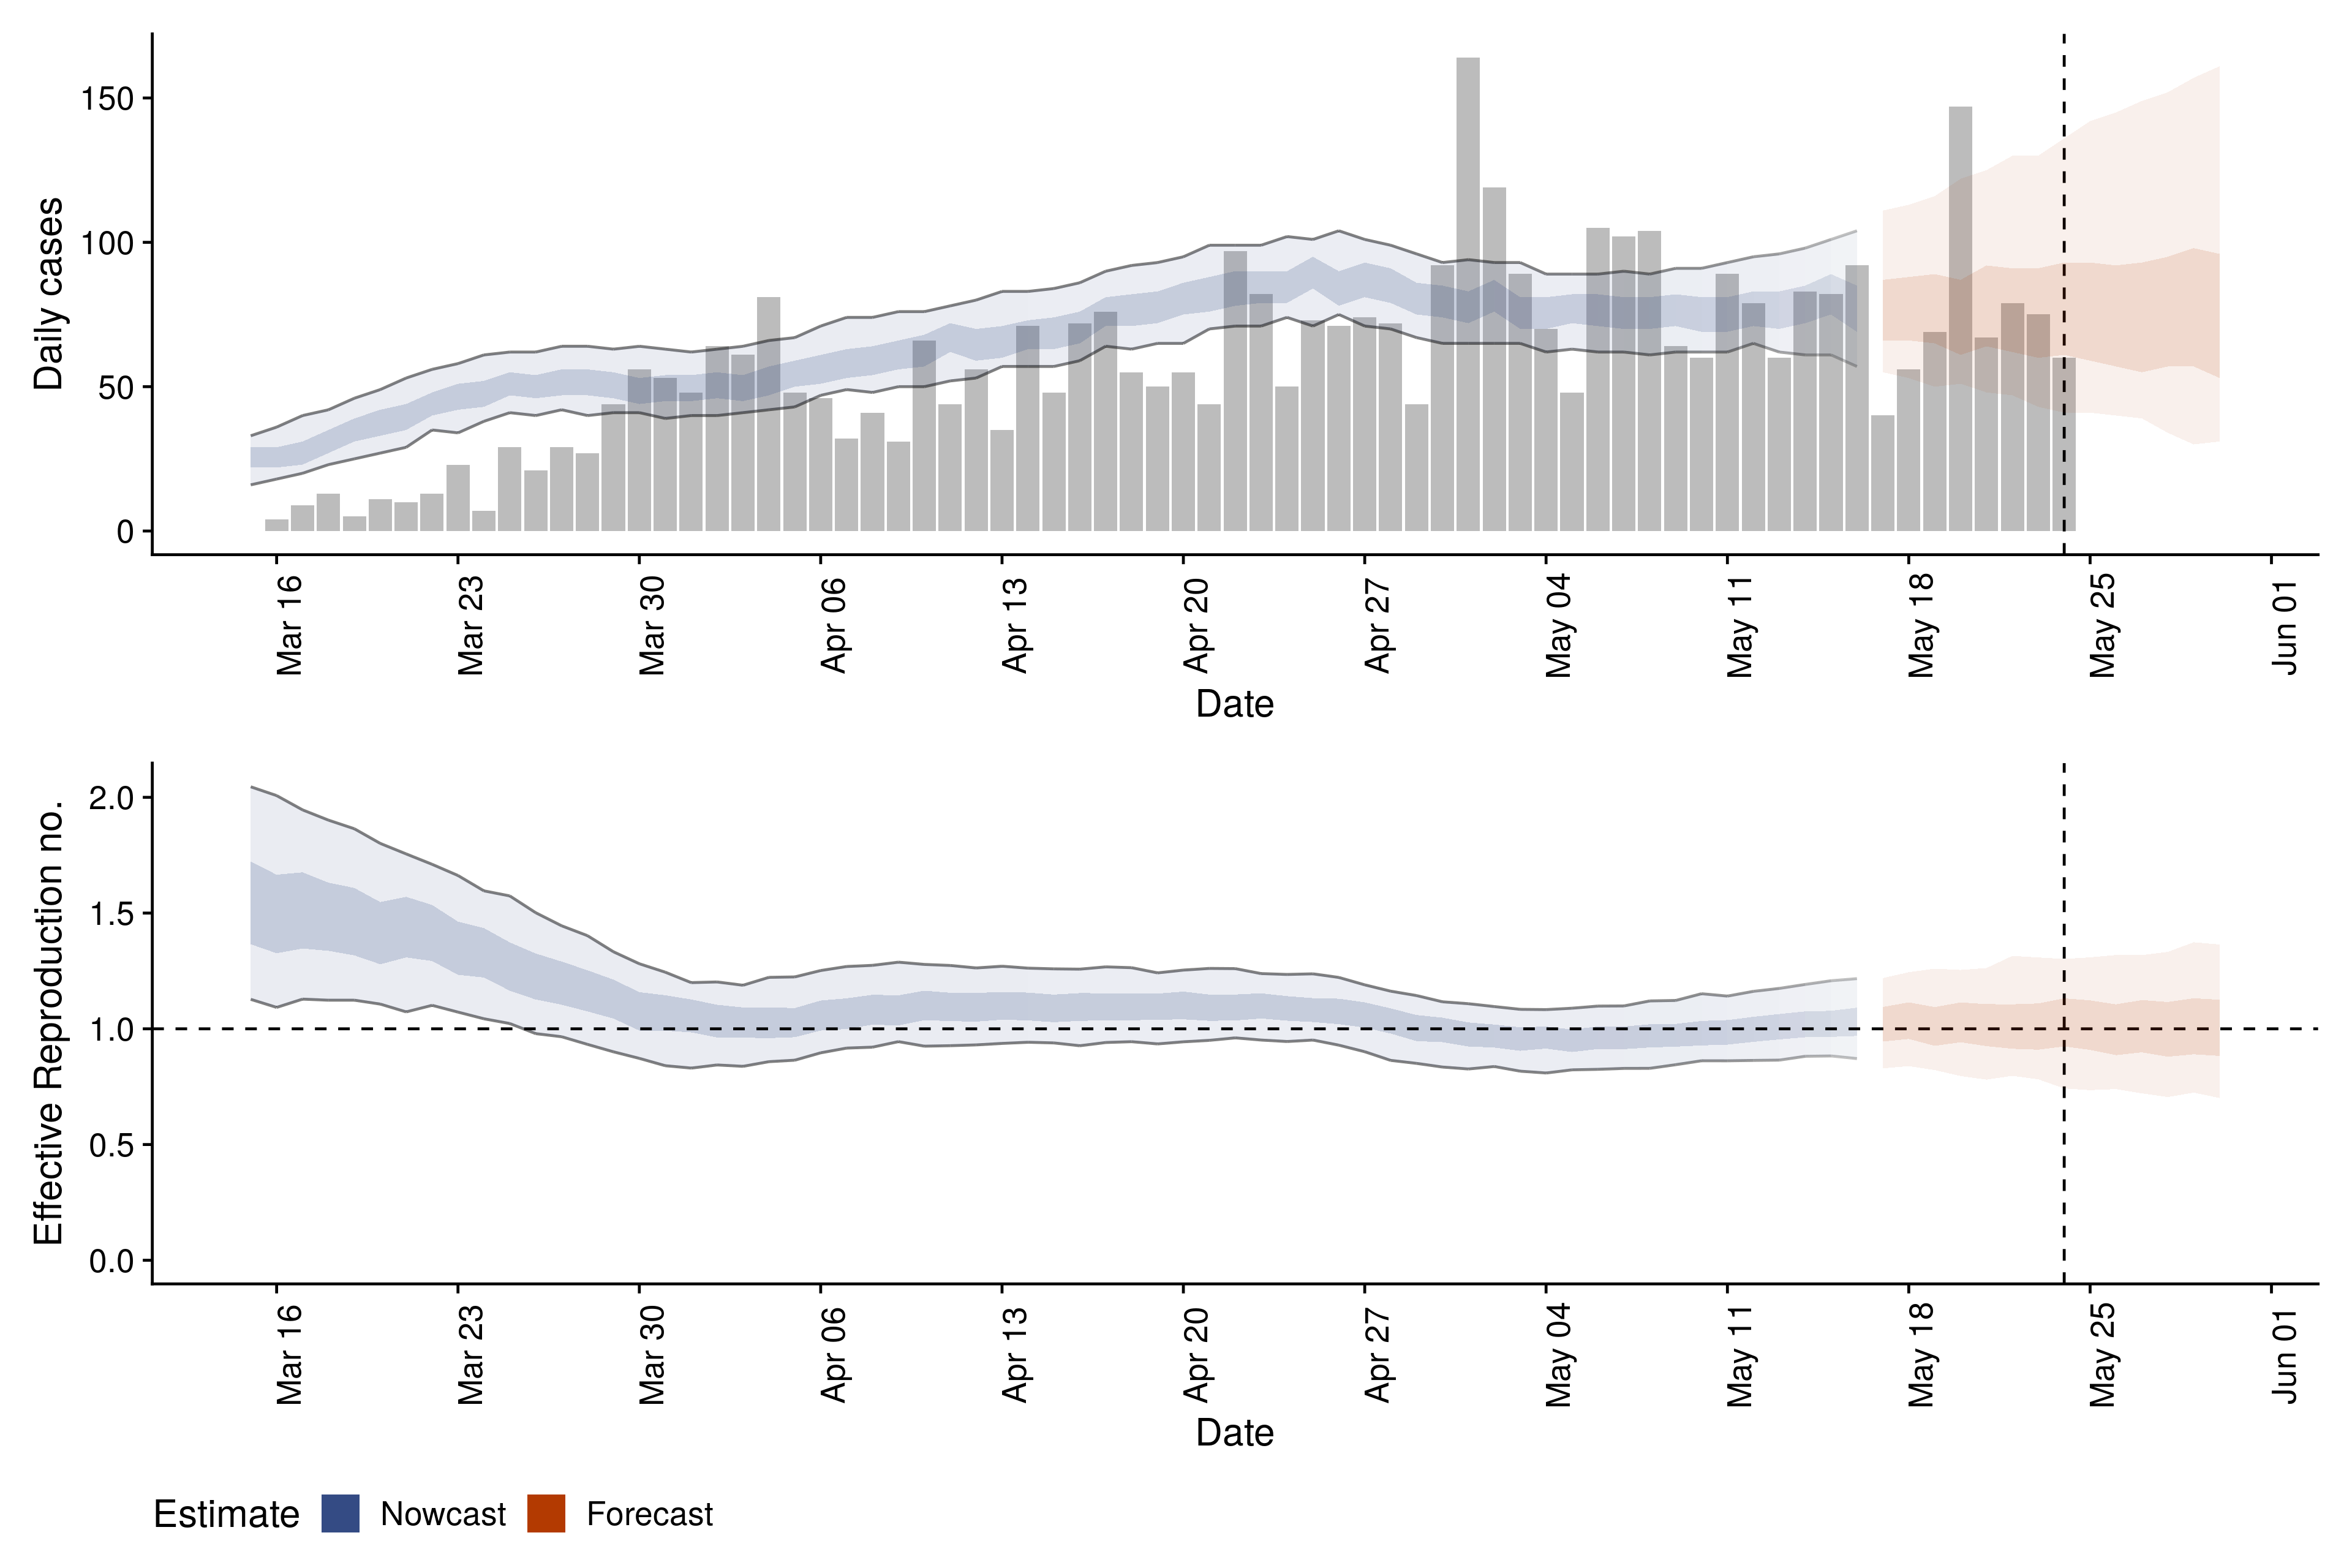 Daily cases
150
100
50
0
Mar 16
Mar 23
Mar 30
Apr 06
Apr 13
Apr 20
Apr 27
May 04
May 11
May 18
May 25
Jun 01
Date
Effective Reproduction no.
2.0
1.5
1.0
0.5
0.0
Mar 16
Mar 23
Mar 30
Apr 06
Apr 13
Apr 20
Apr 27
May 04
May 11
May 18
May 25
Jun 01
Date
Estimate Nowcast Forecast